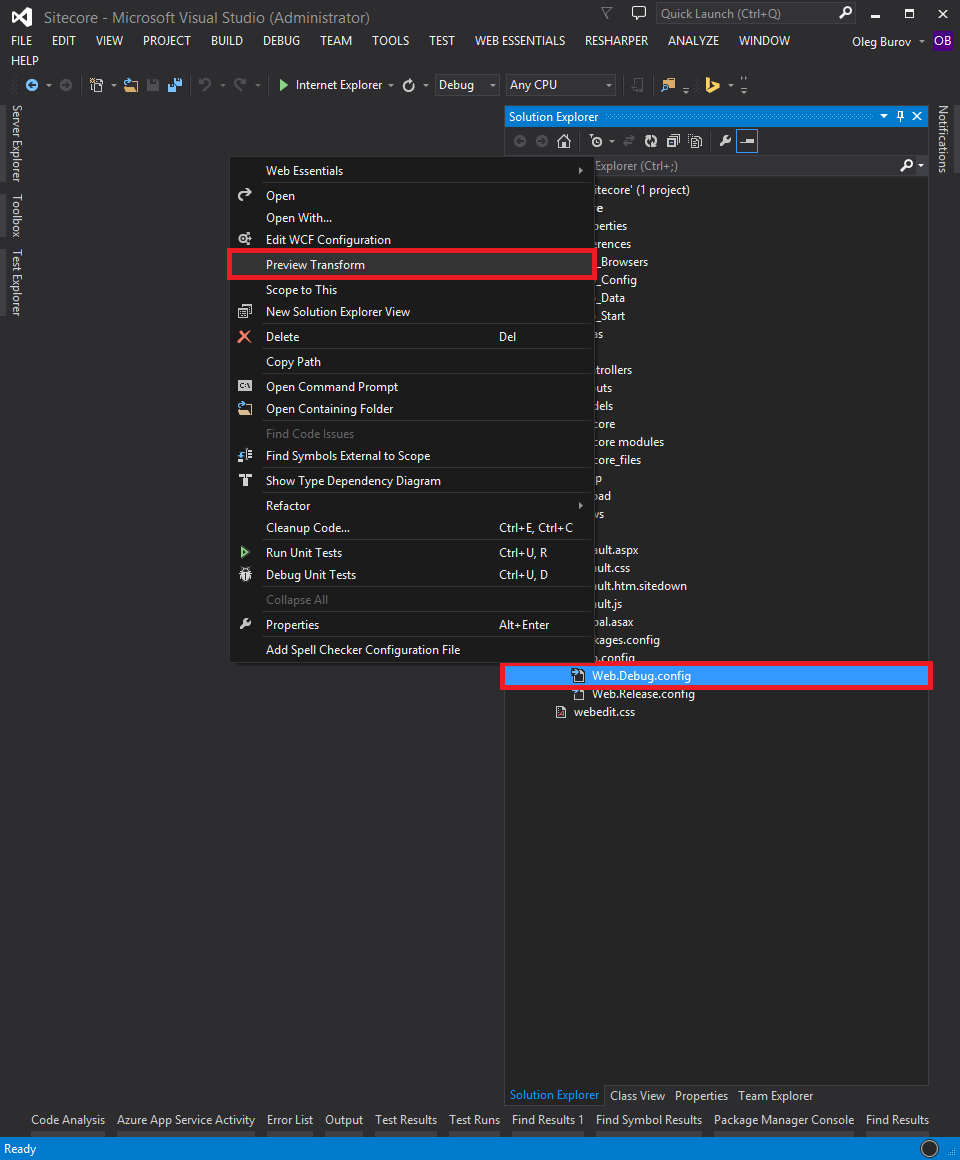 Sitecore - Microsoft Visual Studio (Administrator)
Quick Launch (Ctrl+Q)
FILE EDIT VIEW PROJECT BUILD DEBUG TEAM TOOLS TEST WEB ESSENTIALS RESHARPER ANALYZE WINDOW
Oleg Burov OB
HELP
Internet Explorer Debug Any CPU
Server Explorer
Toolbox
Test Explorer
Web Essentials
Open
Open With...
Edit WCF Configuration
Preview Transform
Scope to This
New Solution Explorer View
Delete Del
Copy Path
Open Command Prompt
Open Containing Folder
Find Code Issues
Find Symbols External to Scope
Show Type Dependency Diagram
Refactor
Cleanup Code... Ctrl+E, Ctrl+C
Run Unit Tests Ctrl+U, R
Debug Unit Tests Ctrl+U, D
Collapse All
Properties Alt+Enter
Add Spell Checker Configuration File
Solution Explorer
Explorer (Ctrl+;)
itecore' (1 project)
re
perties
erences
_Browsers
_Config
_Data
_Start
as
trollers
uts
dels
core
core modules
core_files
p
oad
ws
ault.aspx
ault.css
ault.htm.sitedown
ault.js
bal.asax
kages.config
b.config
Web.Debug.config
Web.Release.config
webedit.css
Notifications
Solution Explorer Class View Properties Team Explorer
Code Analysis Azure App Service Activity Error List Output Test Results Test Runs Find Results 1 Find Symbol Results Package Manager Console Find Results
Ready